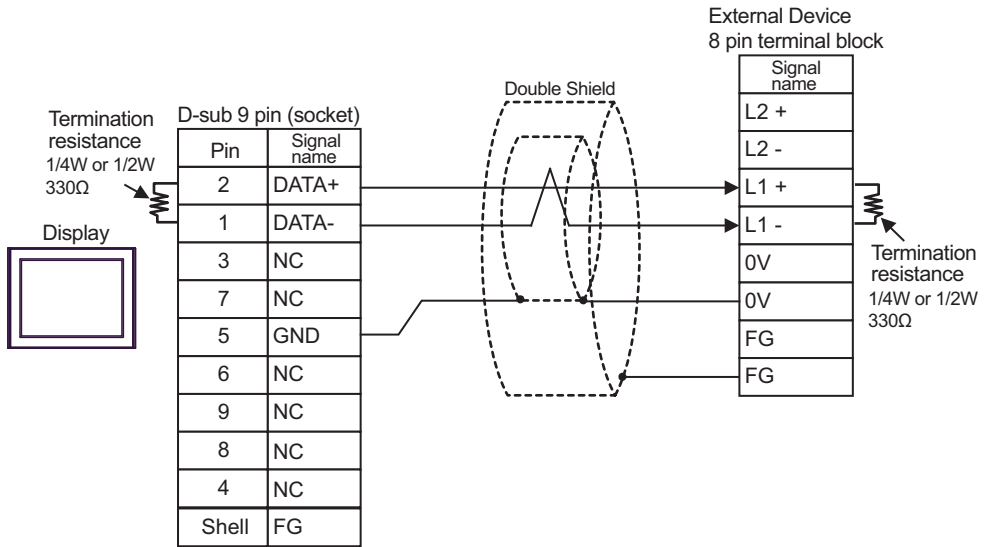 External Device
8 pin terminal block
Signal
name
L2 +
L2 -
L1 +
L1 -
0V
0V
FG
FG
Double Shield
Termination
resistance
1/4W or 1/2W
330Ω
D-sub 9 pin (socket)
Pin Signal
name
2 DATA+
1 DATA-
3 NC
7 NC
5 GND
6 NC
9 NC
8 NC
4 NC
Shell FG
Display
Termination
resistance
1/4W or 1/2W
330Ω